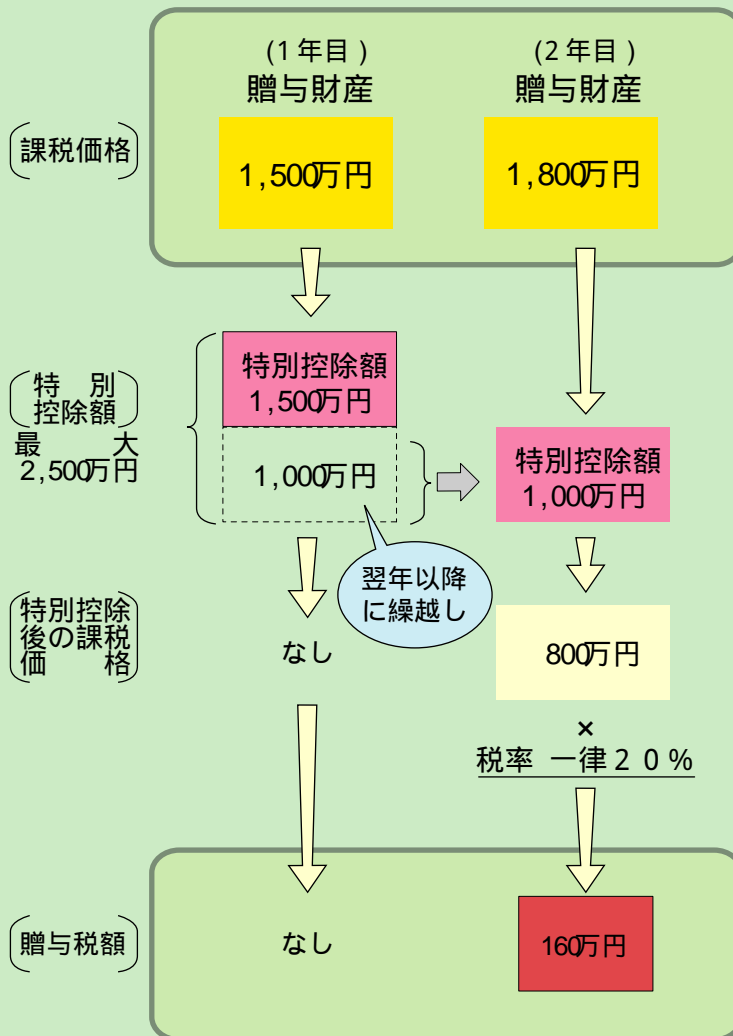 (1年目)
贈与財産
(2年目)
贈与財産
課税価格
1,500万円
1,800万円
特別
控除額
最大
2,500万円
特別控除額
1,500万円
1,000万円
特別控除額
1,000万円
翌年以降
に繰越し
特別控除
後の課税
価格
なし
800万円
×
税率 一律20%
贈与税額
なし
160万円